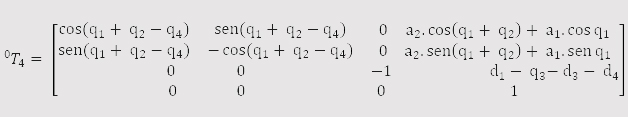 ⁰T₄ =
cos(q₁ + q₂ − q₄) sen(q₁ + q₂ − q₄) 0 a₂.cos(q₁ + q₂) + a₁.cos q₁
sen(q₁ + q₂ − q₄) − cos(q₁ + q₂ − q₄) 0 a₂.sen(q₁ + q₂) + a₁.sen q₁
0 0 −1 d₁ − q₃− d₃ − d₄
0 0 0 1